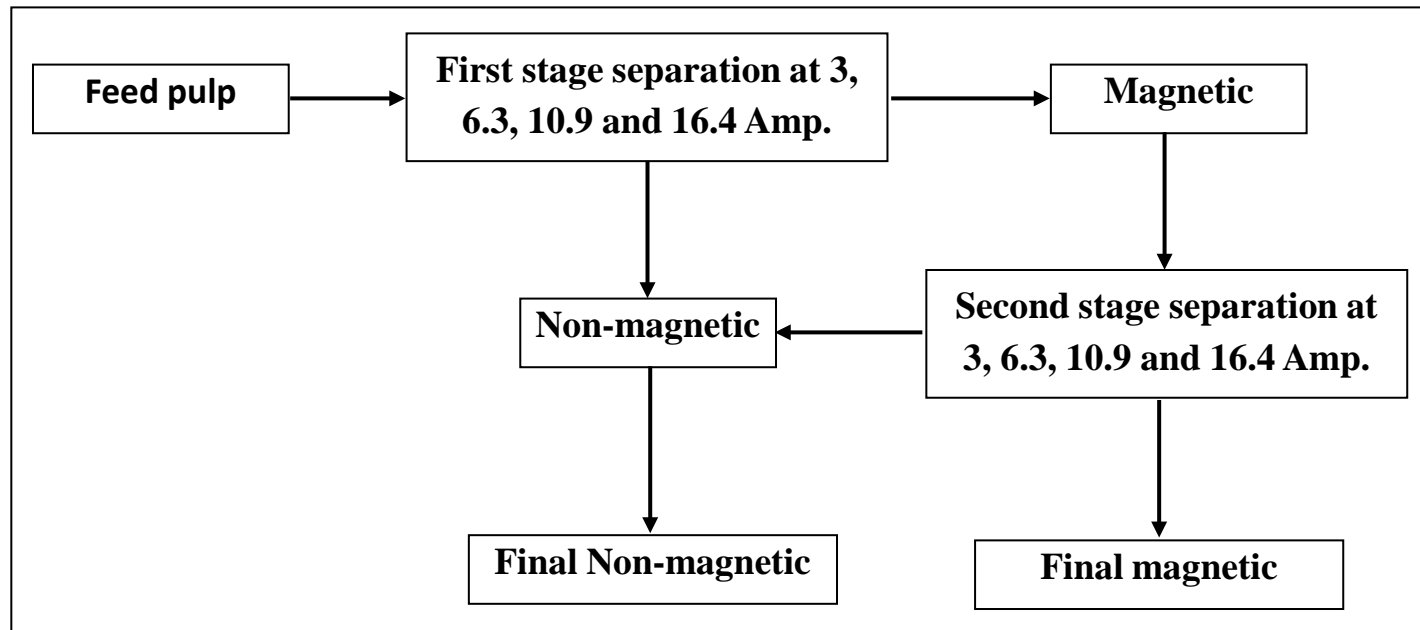 Feed pulp
First stage separation at 3,
6.3, 10.9 and 16.4 Amp.
Magnetic
Non-magnetic
Second stage separation at
3, 6.3, 10.9 and 16.4 Amp.
Final Non-magnetic
Final magnetic